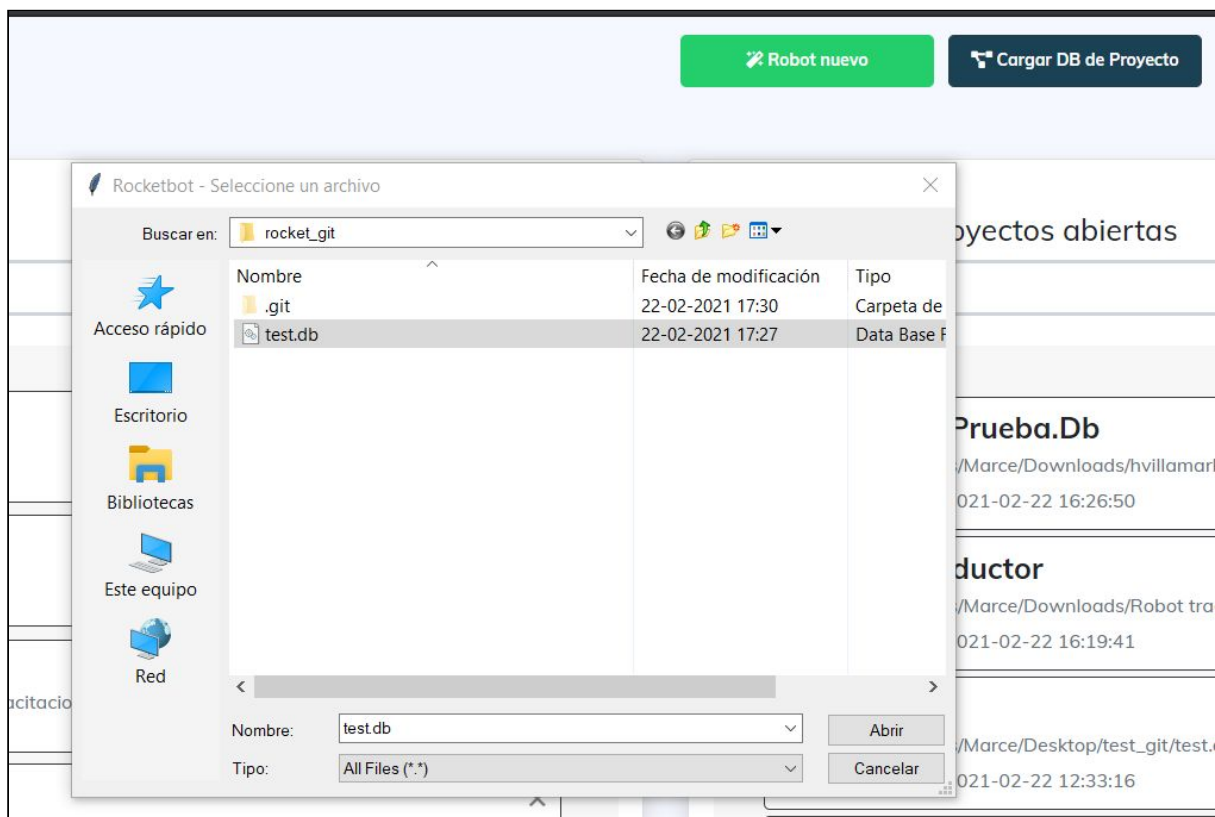 Robot nuevo
Cargar DB de Proyecto
Rocketbot - Seleccione un archivo
Buscar en:
rocket_git
oyectos abiertas
Nombre
Fecha de modificación
Tipo
.git
22-02-2021 17:30
Carpeta de
test.db
22-02-2021 17:27
Data Base F
Acceso rápido
Escritorio
Bibliotecas
Este equipo
Red
Prueba.Db
/Marce/Downloads/hvillamarl
021-02-22 16:26:50
ductor
/Marce/Downloads/Robot tra
021-02-22 16:19:41
acitacio
Nombre:
test.db
Abrir
Tipo:
All Files (*.*)
Cancelar
/Marce/Desktop/test_git/test.
021-02-22 12:33:16